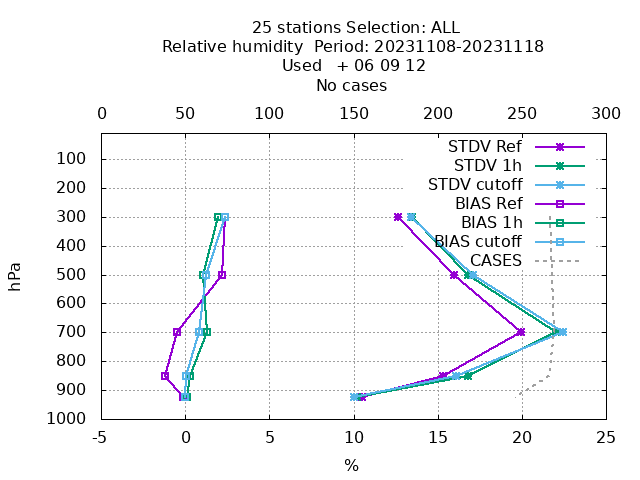 25 stations Selection: ALL
Relative humidity  Period: 20231108-20231118
Used   + 06 09 12
No cases
0 50 100 150 200 250 300
STDV Ref
STDV 1h
STDV cutoff
BIAS Ref
BIAS 1h
BIAS cutoff
CASES
100
200
300
400
500
600
700
800
900
1000
hPa
-5 0 5 10 15 20 25
%